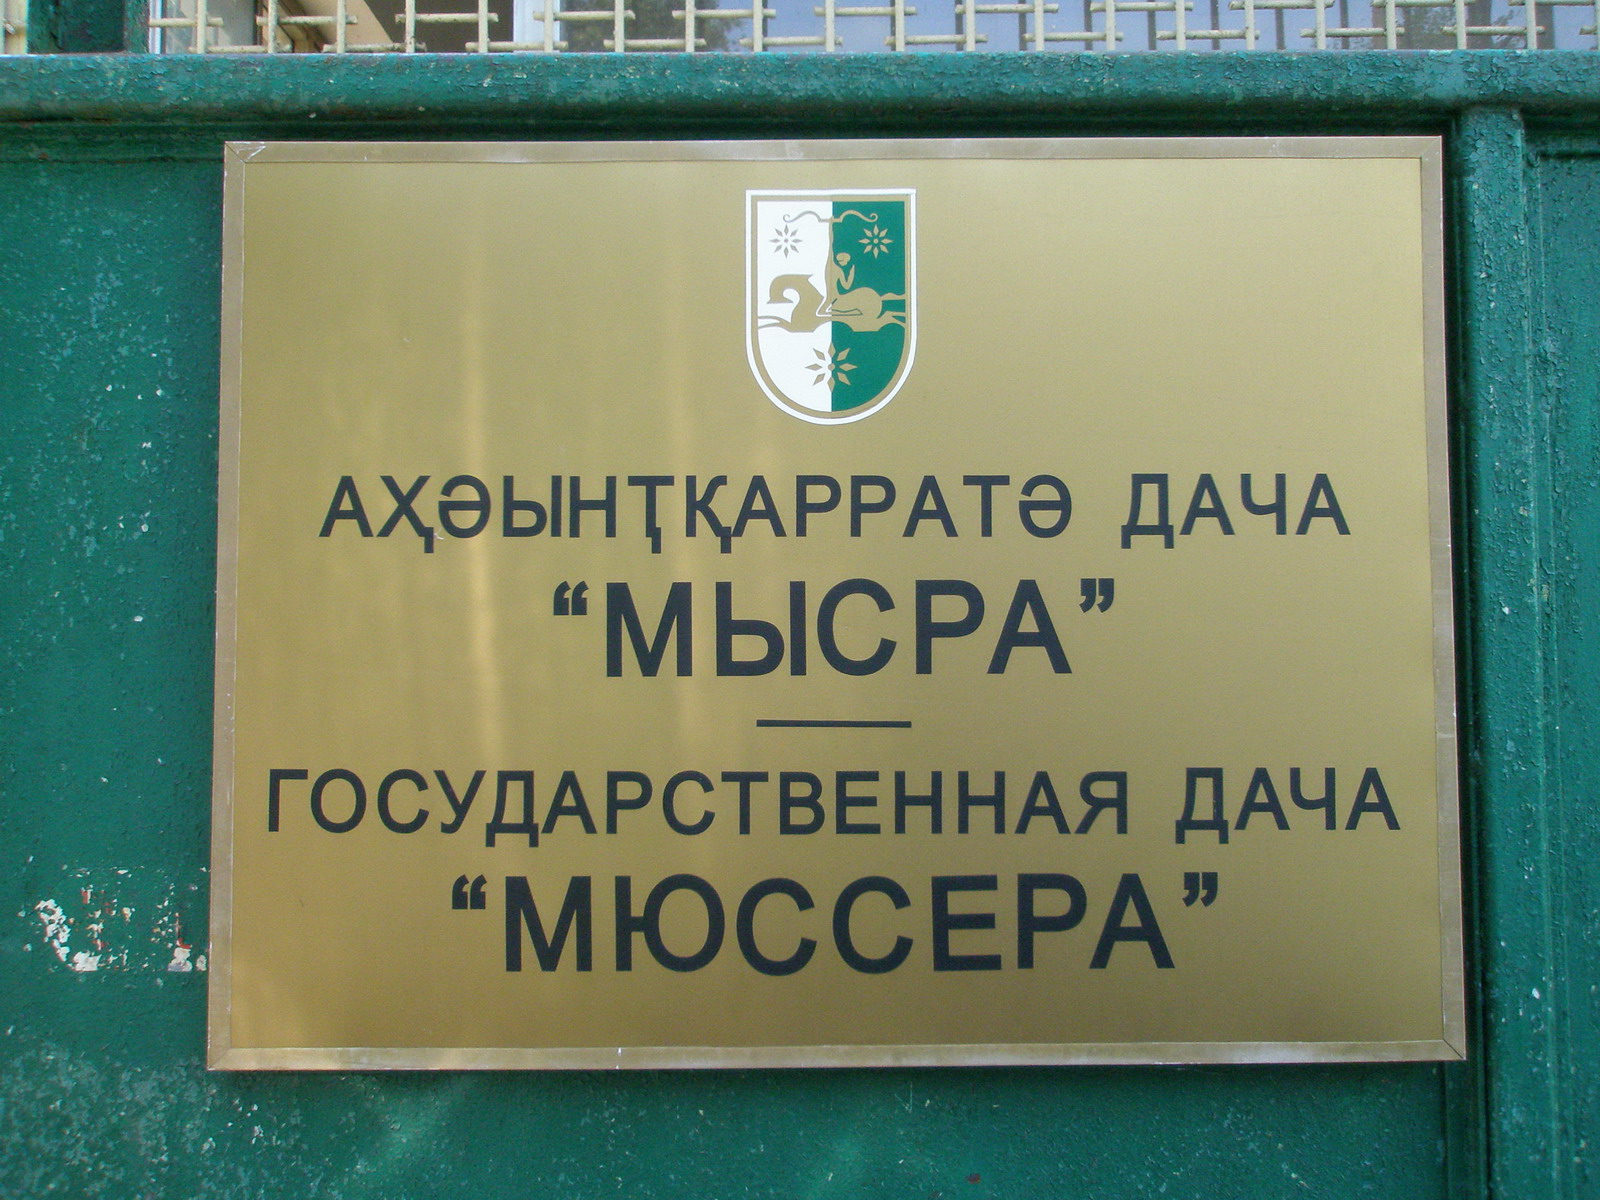 АҲӘЫНҬҚАРРАТӘ ДАЧА
“МЫСРА”
ГОСУДАРСТВЕННАЯ ДАЧА
“МЮССЕРА”